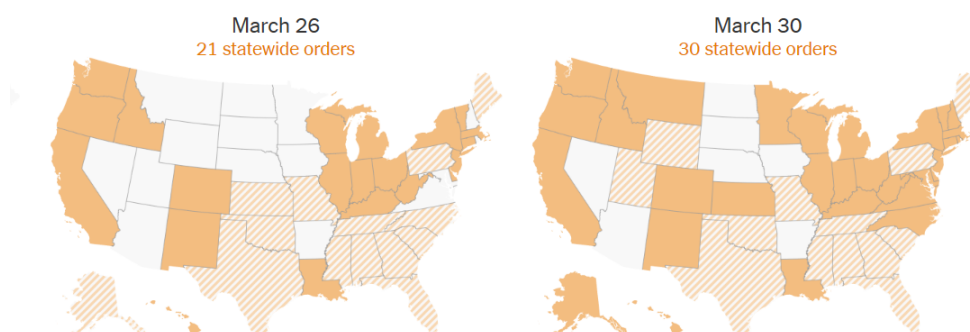 March 26
21 statewide orders
March 30
30 statewide orders